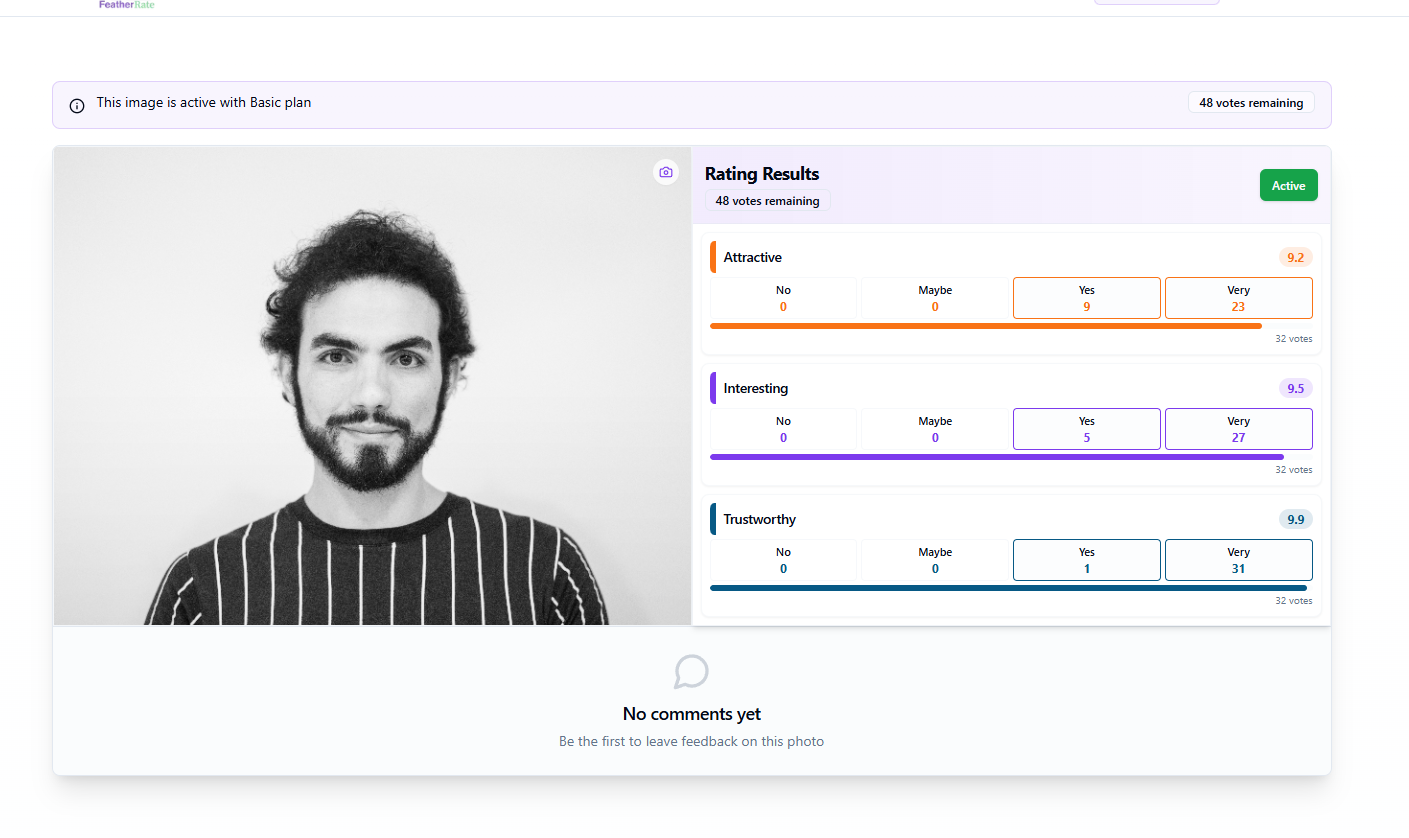 FeatherRate
This image is active with Basic plan
48 votes remaining
Rating Results
48 votes remaining
Active
Attractive
9.2
No
0
Maybe
0
Yes
9
Very
23
32 votes
Interesting
9.5
No
0
Maybe
0
Yes
5
Very
27
32 votes
Trustworthy
9.9
No
0
Maybe
0
Yes
1
Very
31
32 votes
No comments yet
Be the first to leave feedback on this photo